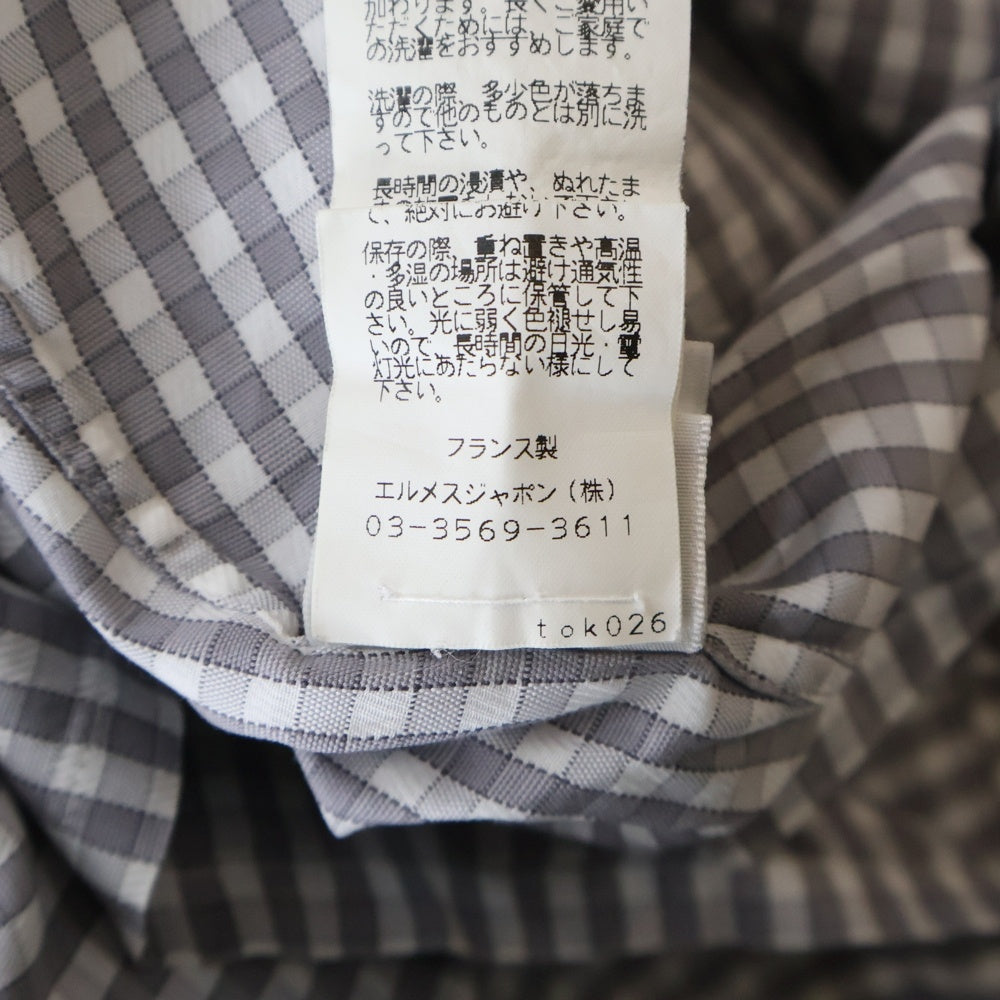 加わります。長くご愛用い
ただくためには、ご家庭で
の洗濯をおすすめします。
洗濯の際、多少色が落ちま
すので他のものとは別に洗
って下さい。
長時間の浸漬や、ぬれたま
で、絶対にお避け下さい。
保存の際、重ね置きや高温
・多湿の場所は避け通気性
の良いところに保管して下
さい。光に弱く色褪せし易
いので、長時間の日光・電
灯光にあたらない様にして
下さい。
フランス製
エルメスジャポン(株)
03-3569-3611
tok026